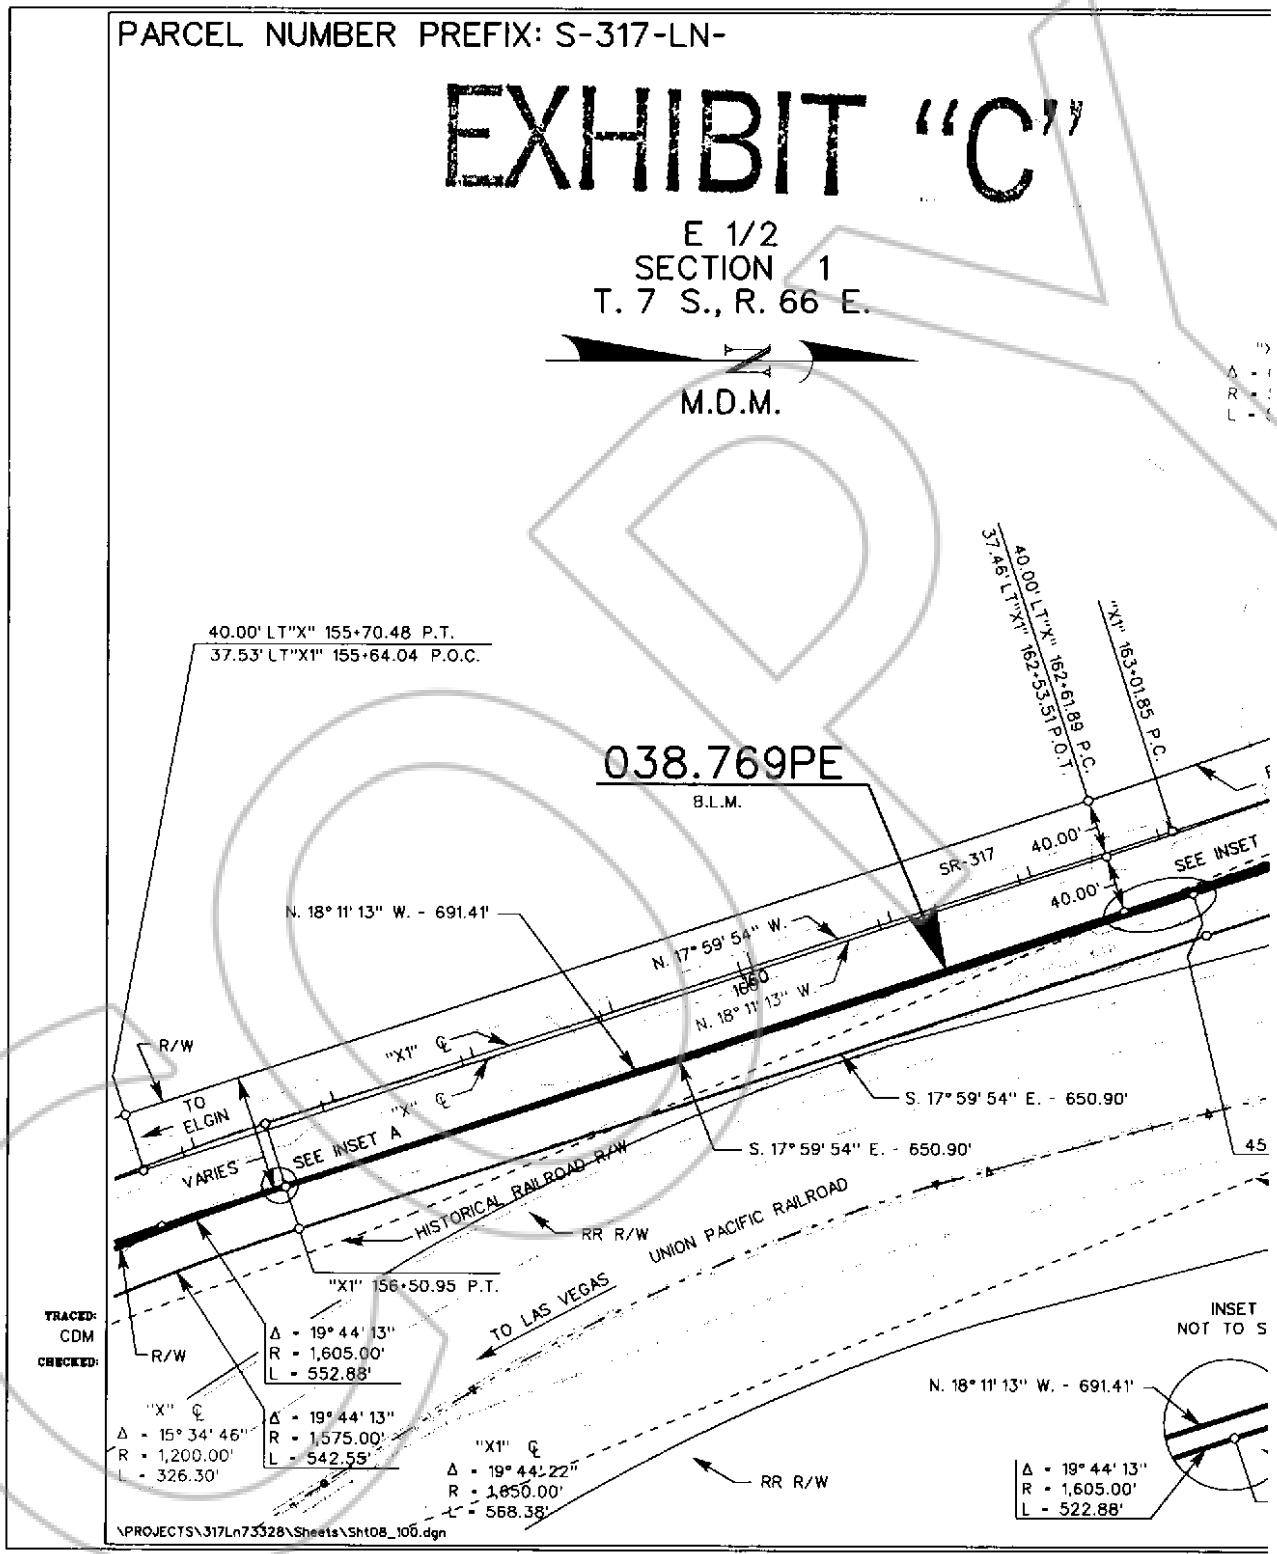 PARCEL NUMBER PREFIX: S-317-LN-
EXHIBIT "C"
E 1/2
SECTION 1
T. 7 S., R. 66 E.
N
M.D.M.
"X
Δ -
R -
L -
40.00' LT"X" 155+70.48 P.T.
37.53' LT"X1" 155+64.04 P.O.C.
40.00' LT"X" 162+61.89 P.C.
37.46' LT"X1" 162+53.51 P.O.T.
"X1" 163+01.85 P.C.
038.769PE
B.L.M.
SR-317
40.00'
40.00'
SEE INSET
N. 18° 11' 13" W. - 691.41'
N. 17° 59' 54" W.
N. 18° 11' 13" W.
"X1" ℄
"X" ℄
R/W
TO
ELGIN
VARIES
SEE INSET A
S. 17° 59' 54" E. - 650.90'
S. 17° 59' 54" E. - 650.90'
45
HISTORICAL RAILROAD R/W
RR R/W
UNION PACIFIC RAILROAD
TO LAS VEGAS
"X1" 156+50.95 P.T.
TRACED:
CDM
CHECKED:
R/W
Δ - 19° 44' 13"
R - 1,605.00'
L - 552.88'
Δ - 19° 44' 13"
R - 1,575.00'
L - 542.55'
"X" ℄
Δ - 15° 34' 46"
R - 1,200.00'
L - 326.30'
"X1" ℄
Δ - 19° 44' 22"
R - 1,650.00'
L - 568.38'
RR R/W
INSET
NOT TO S
N. 18° 11' 13" W. - 691.41'
Δ - 19° 44' 13"
R - 1,605.00'
L - 522.88'
\PROJECTS\317Ln73328\Sheets\Sht08_100.dgn
COPY